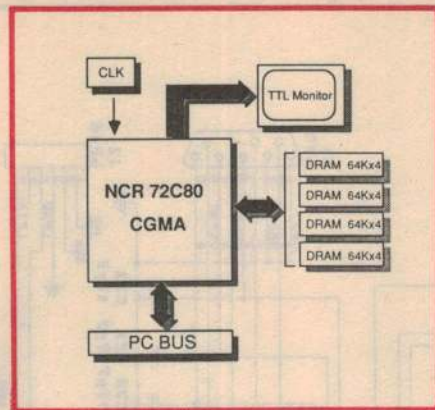 CLK
TTL Monitor
NCR 72C80
CGMA
DRAM 64Kx4
DRAM 64Kx4
DRAM 64Kx4
DRAM 64Kx4
PC BUS